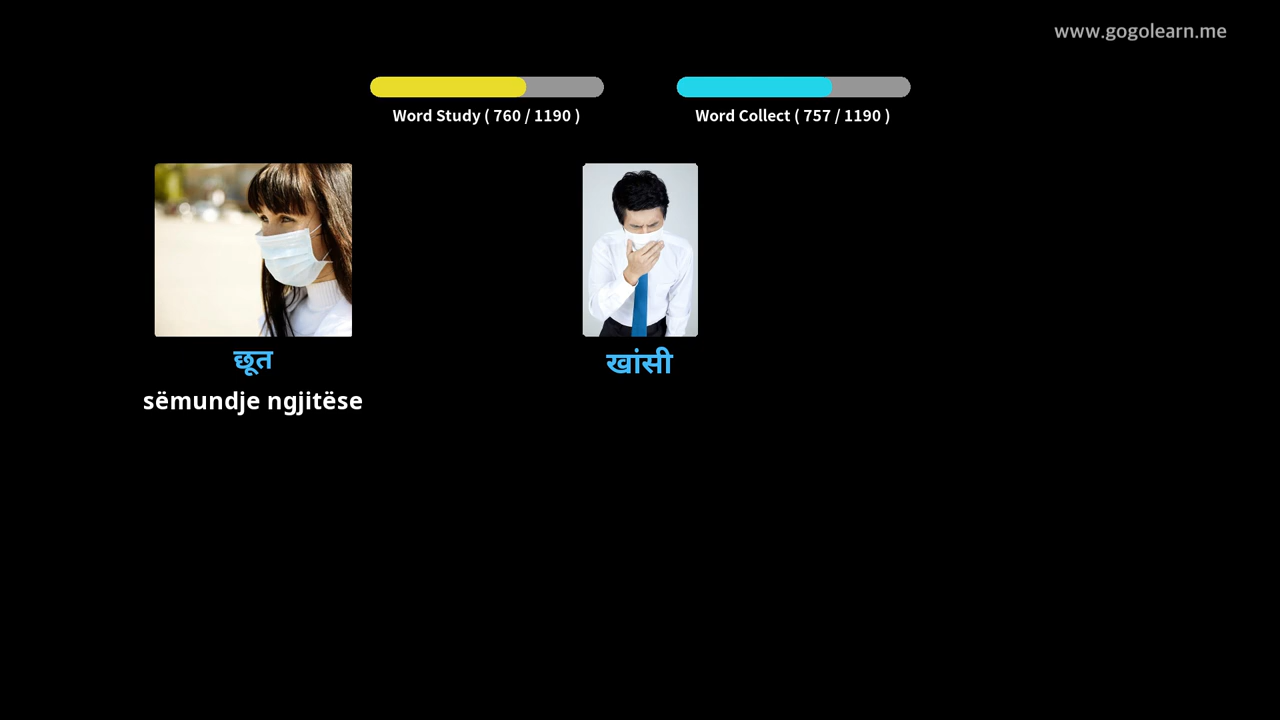 www.gogolearn.me
Word Study ( 760 / 1190 )
Word Collect ( 757 / 1190 )
छूत
खांसी
sëmundje ngjitëse